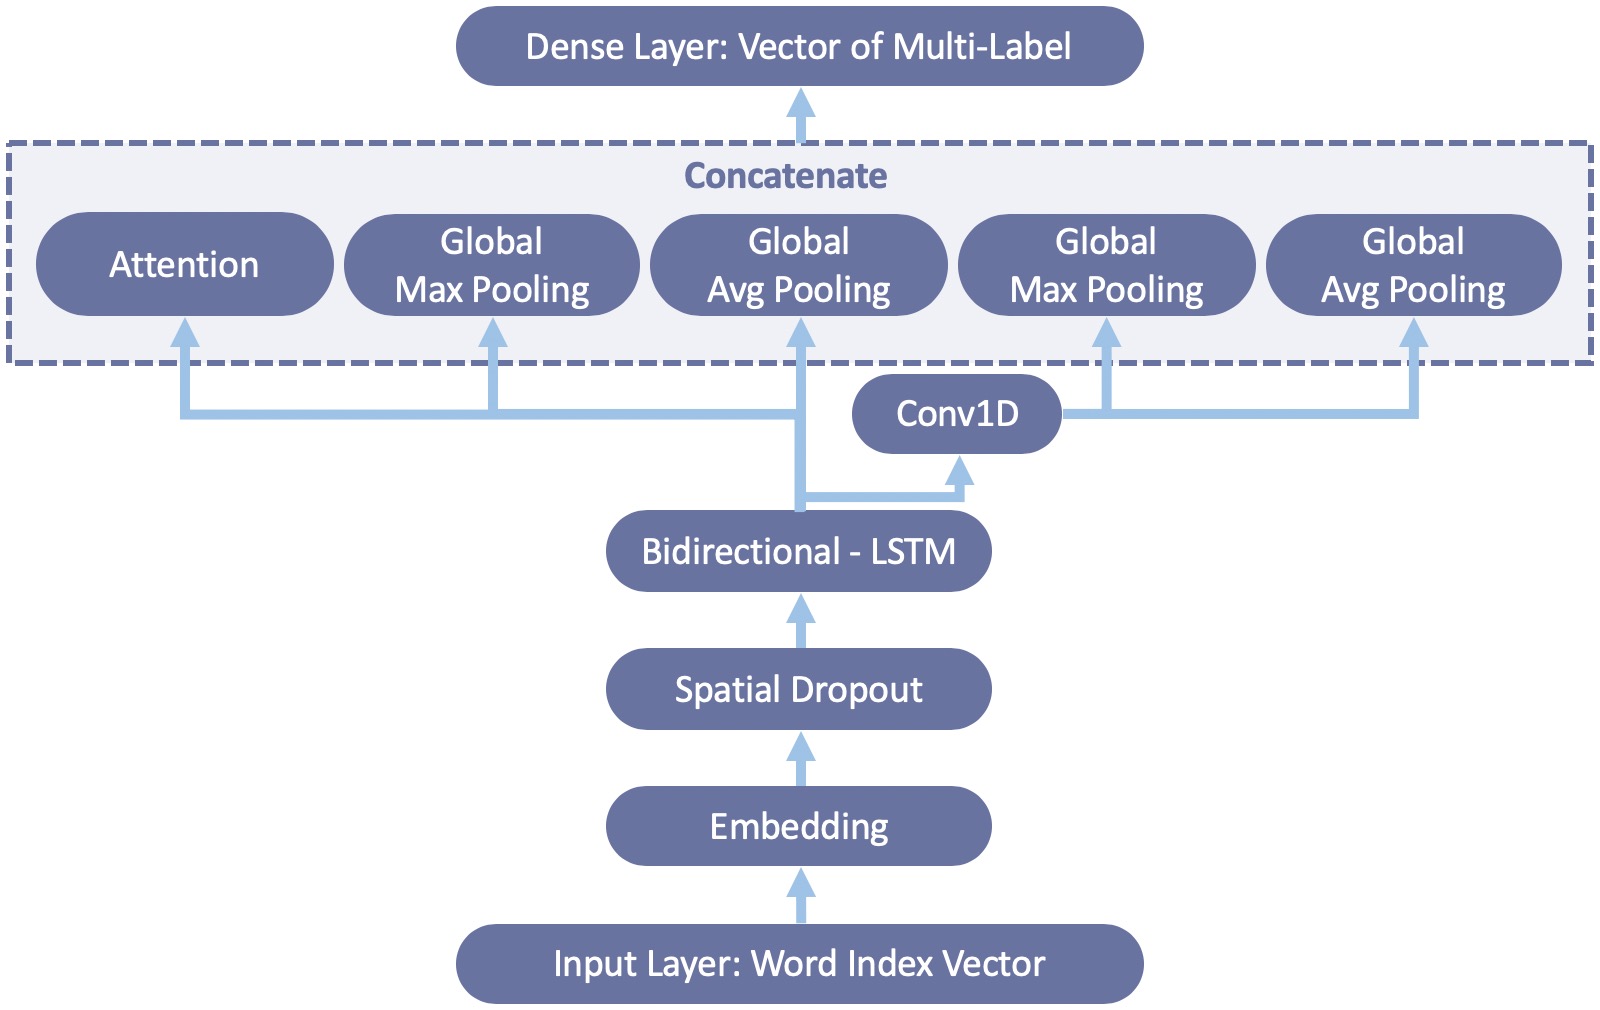 Dense Layer: Vector of Multi-Label
Concatenate
Attention
Global
Max Pooling
Global
Avg Pooling
Global
Max Pooling
Global
Avg Pooling
Conv1D
Bidirectional - LSTM
Spatial Dropout
Embedding
Input Layer: Word Index Vector